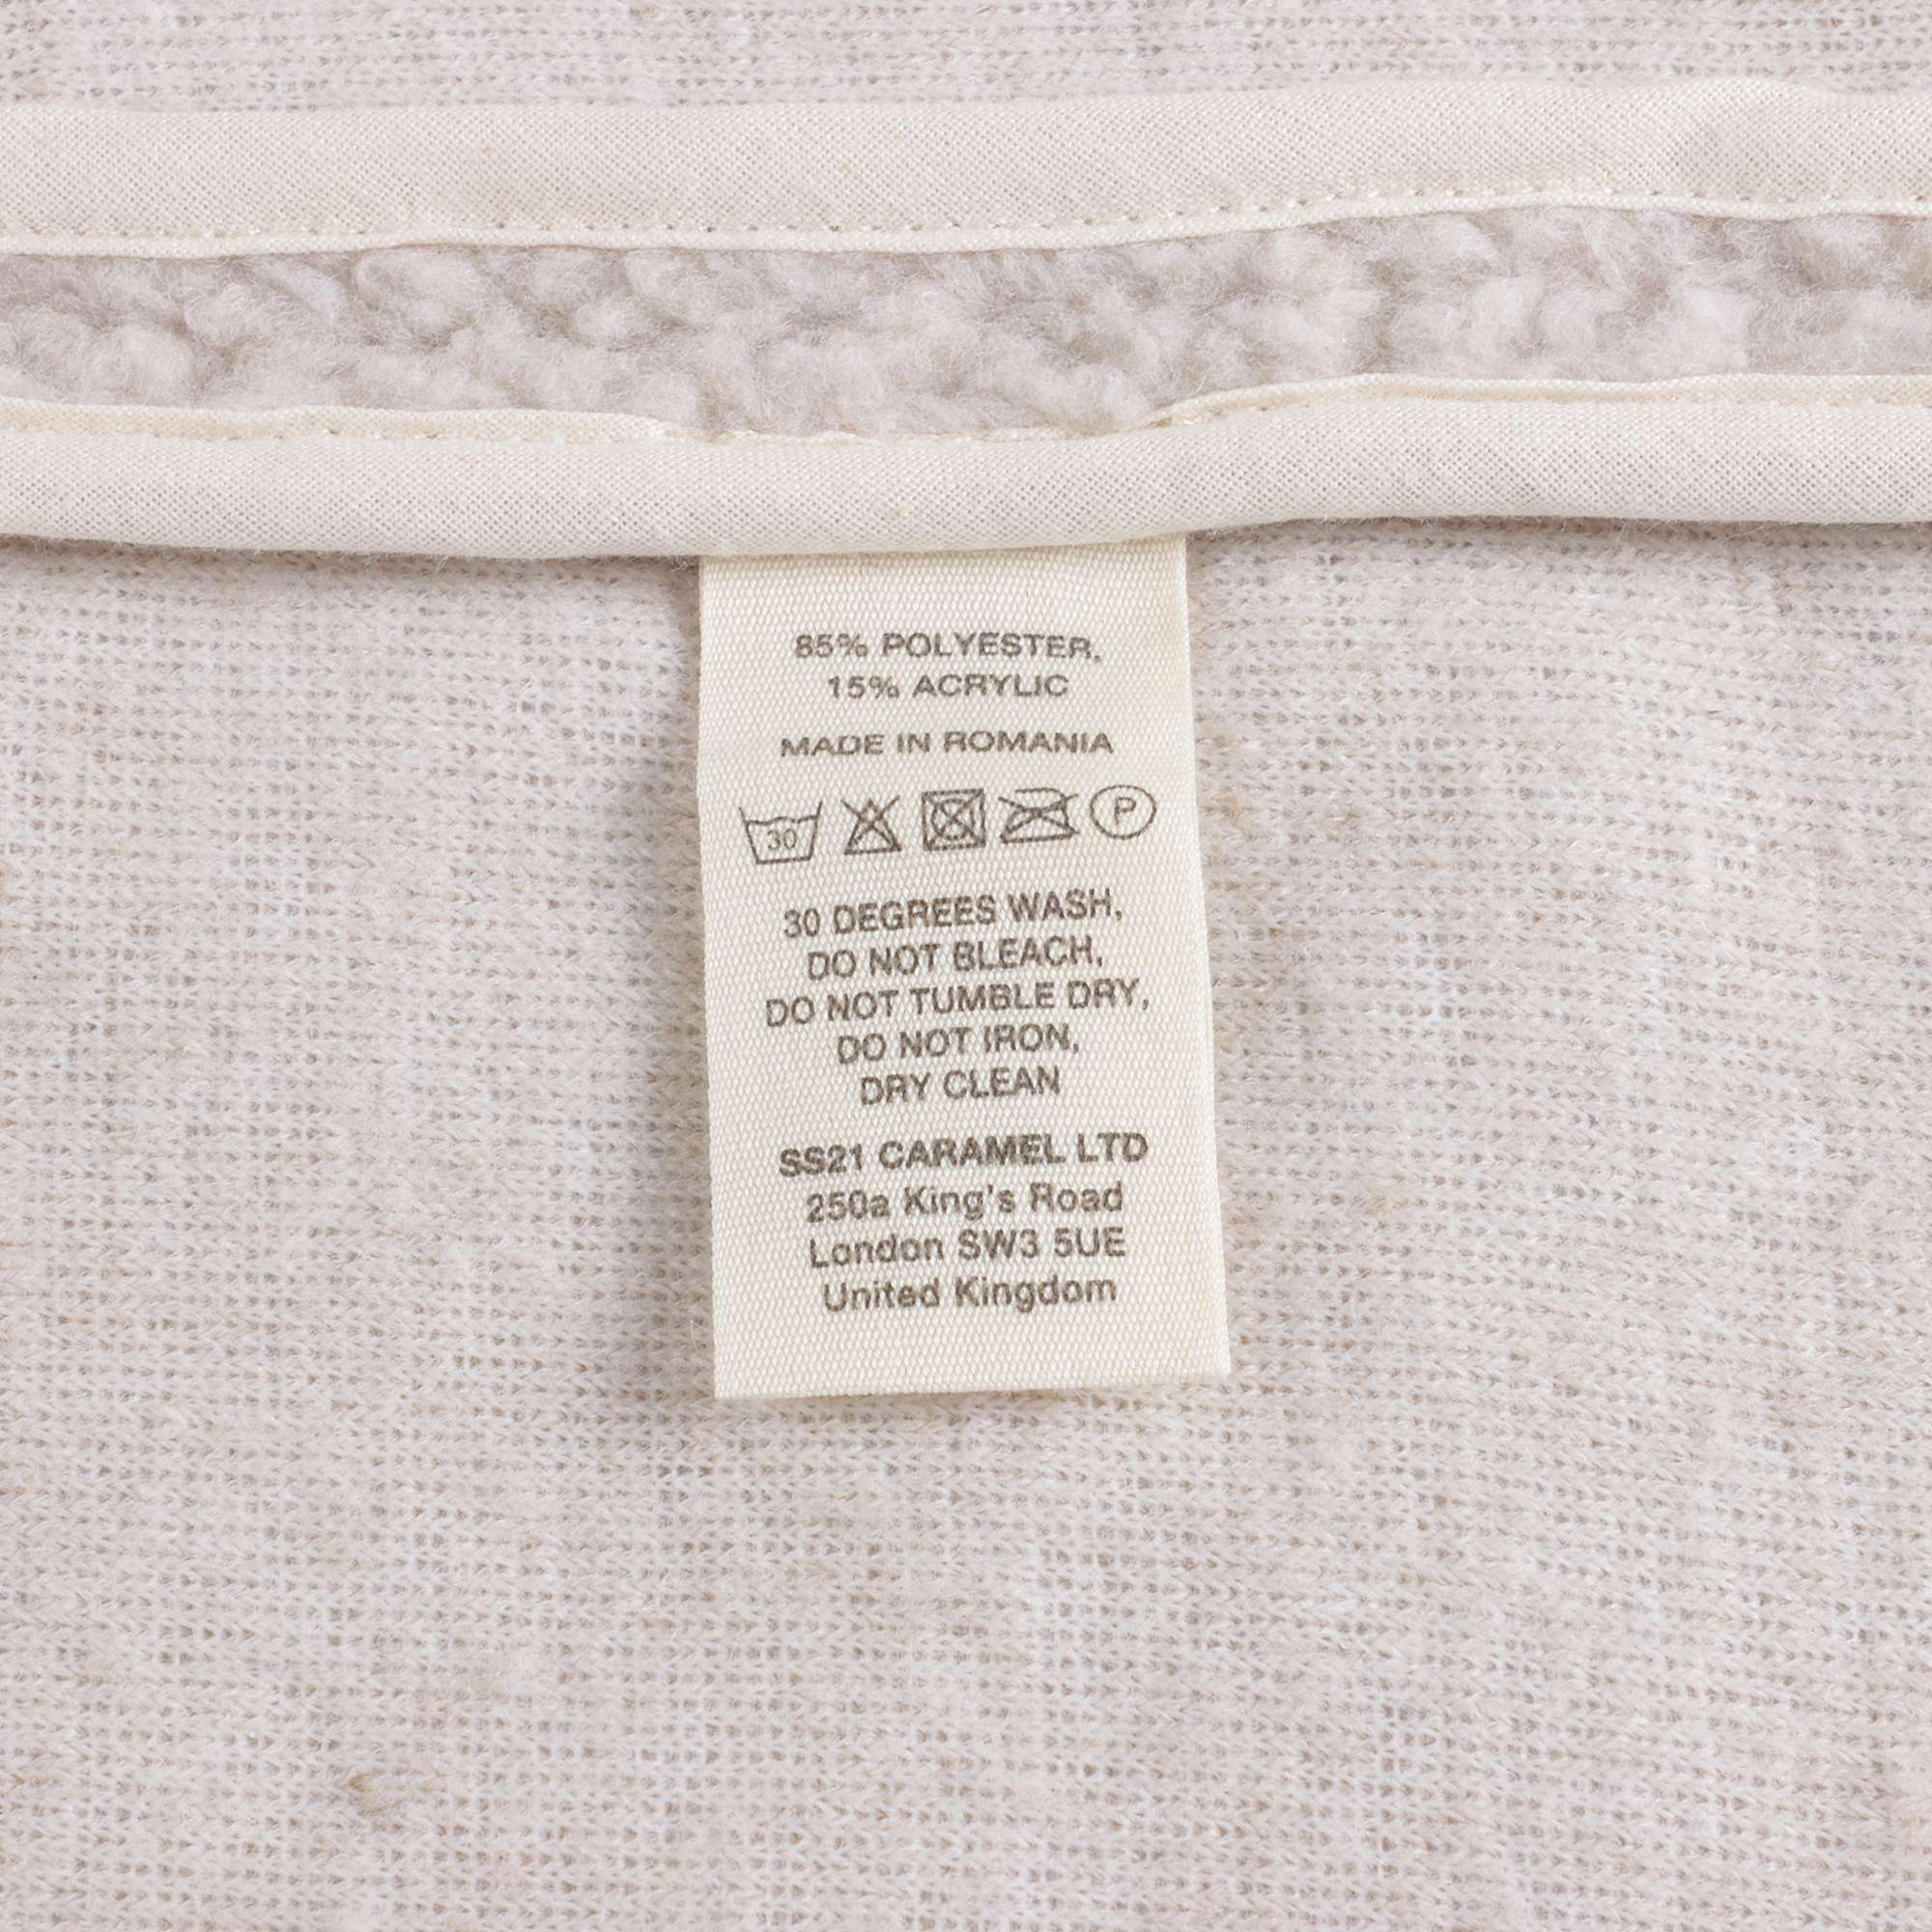 85% POLYESTER,
15% ACRYLIC
MADE IN ROMANIA
30 P
30 DEGREES WASH,
DO NOT BLEACH,
DO NOT TUMBLE DRY,
DO NOT IRON,
DRY CLEAN
SS21 CARAMEL LTD
250a King's Road
London SW3 5UE
United Kingdom